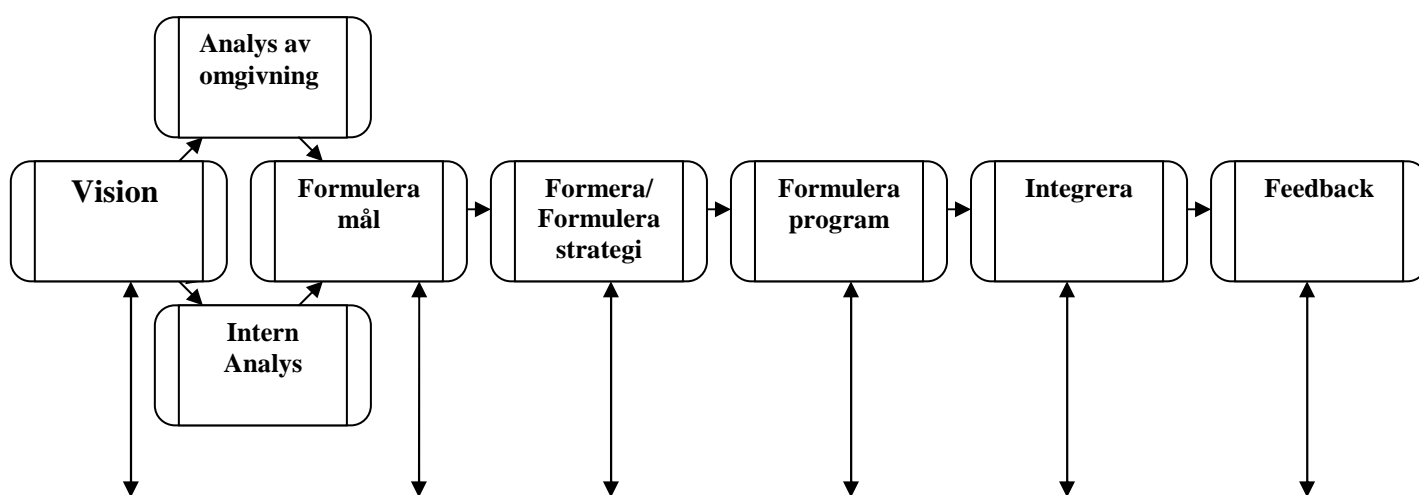 Analys av
omgivning
Vision
Formulera
mål
Formera/
Formulera
strategi
Formulera
program
Integrera
Feedback
Intern
Analys